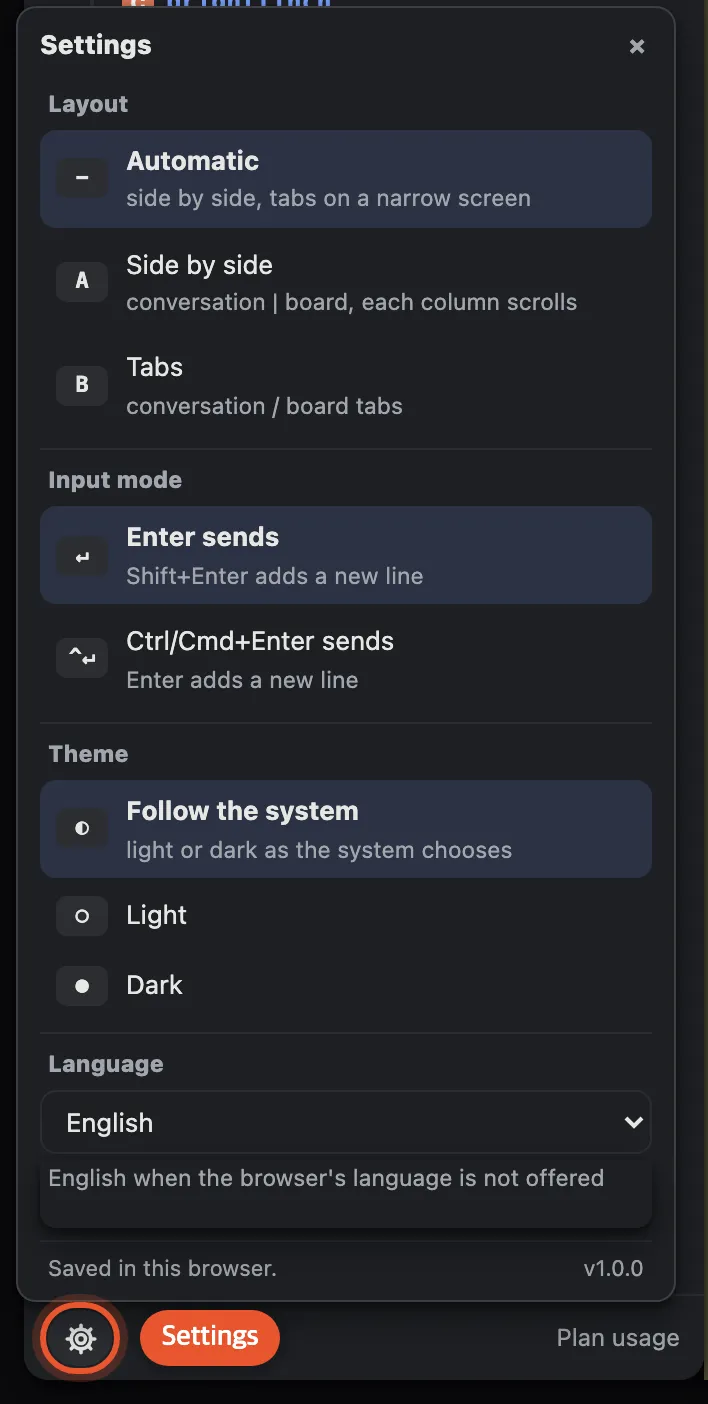 Settings
×
Layout
–
Automatic
side by side, tabs on a narrow screen
A
Side by side
conversation | board, each column scrolls
B
Tabs
conversation / board tabs
Input mode
↵
Enter sends
Shift+Enter adds a new line
^↵
Ctrl/Cmd+Enter sends
Enter adds a new line
Theme
Follow the system
light or dark as the system chooses
Light
Dark
Language
English
English when the browser's language is not offered
Saved in this browser.
v1.0.0
Settings
Plan usage